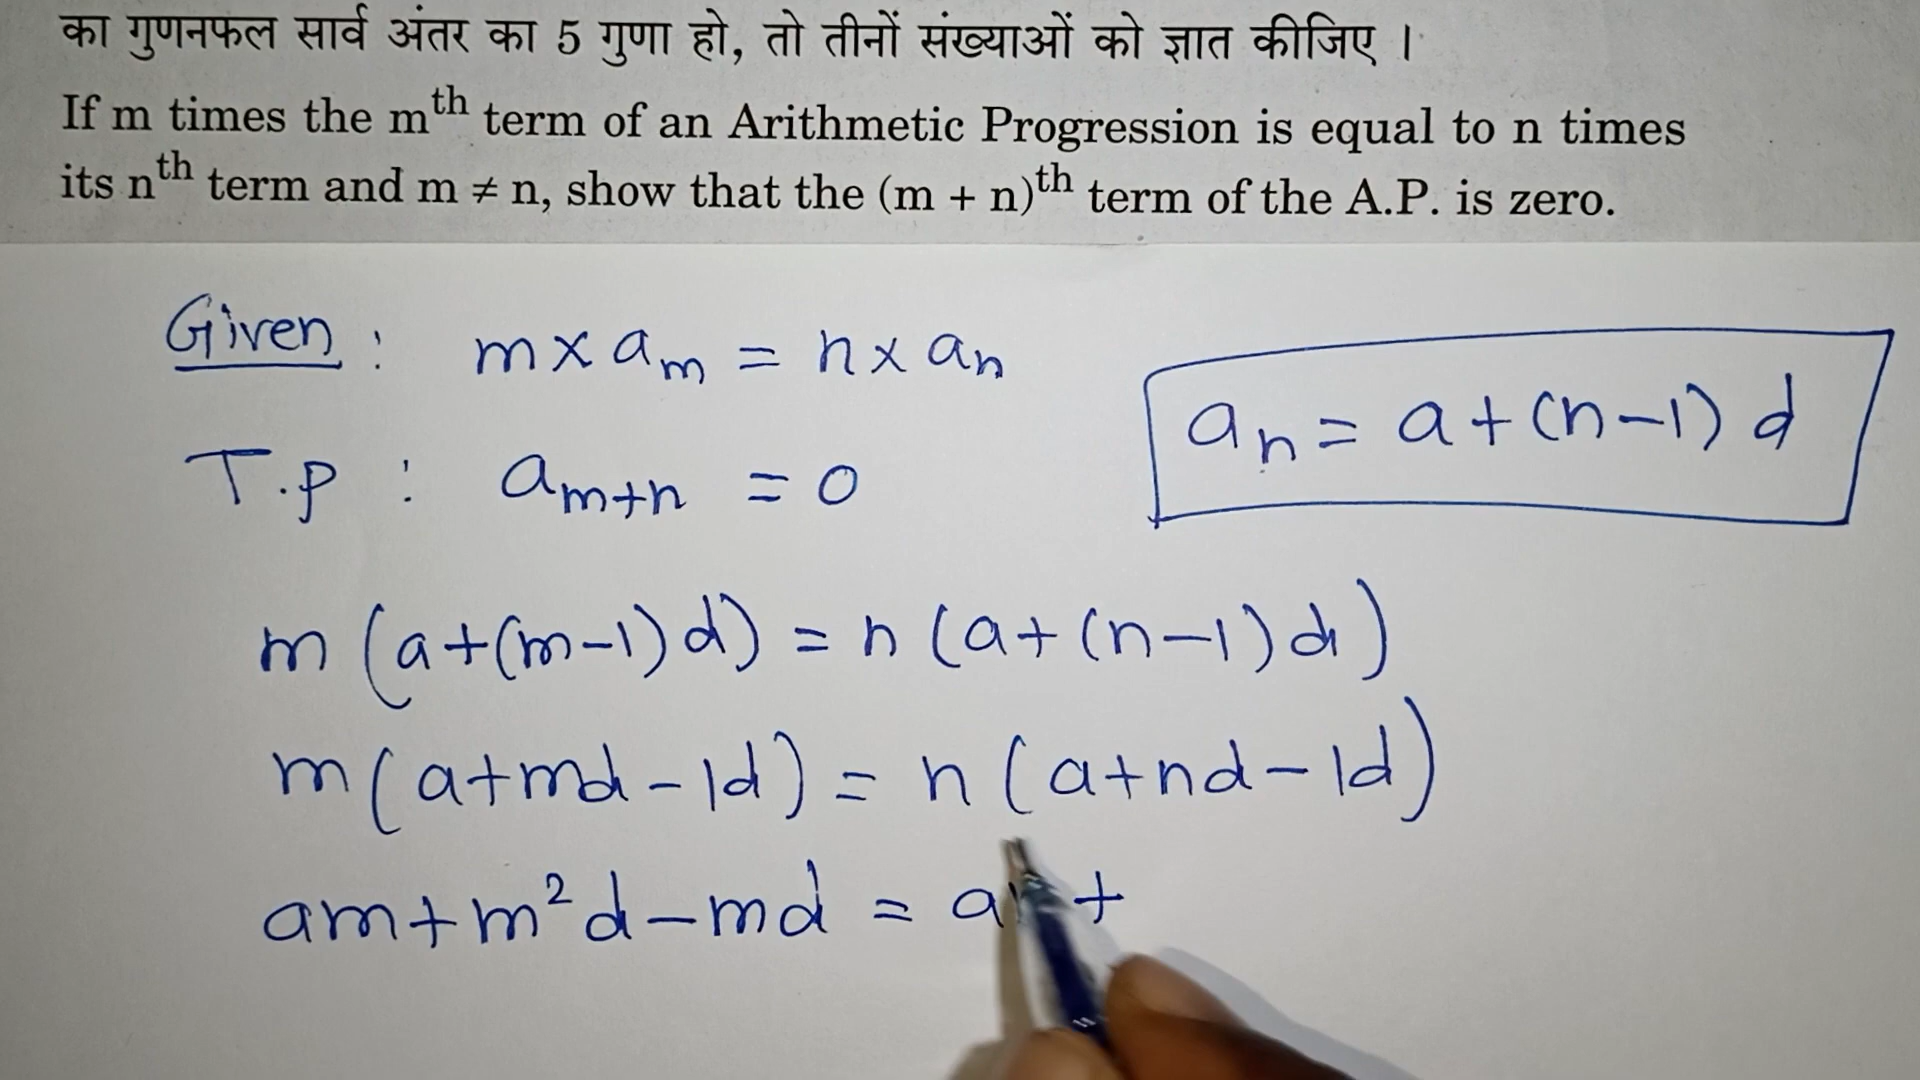 का गुणनफल सार्व अंतर का 5 गुणा हो, तो तीनों संख्याओं को ज्ञात कीजिए ।
If m times the mᵗʰ term of an Arithmetic Progression is equal to n times
its nᵗʰ term and m ≠ n, show that the (m + n)ᵗʰ term of the A.P. is zero.
Given : m × aₘ = n × aₙ
aₙ = a + (n-1) d
T.p : aₘ₊ₙ = 0
m (a+(m-1)d) = n (a+(n-1)d)
m(a+md-1d) = n(a+nd-1d)
am+m²d-md = a +